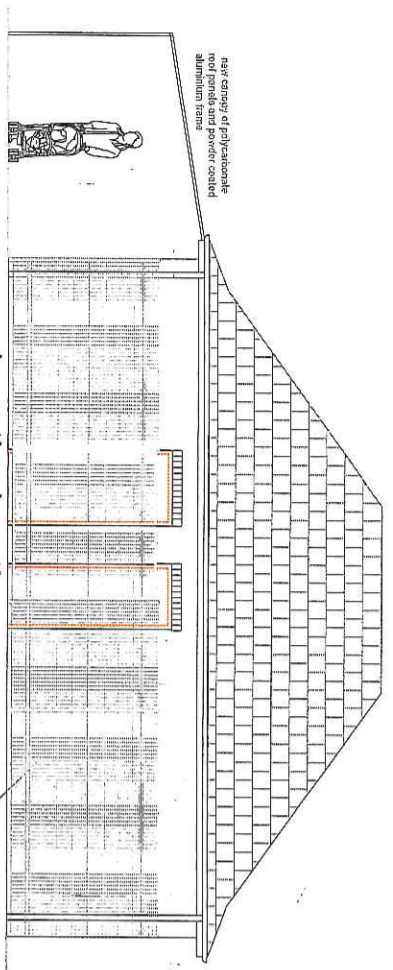 new canopy of polycarbonate
roof panels and powder coated
aluminium frame